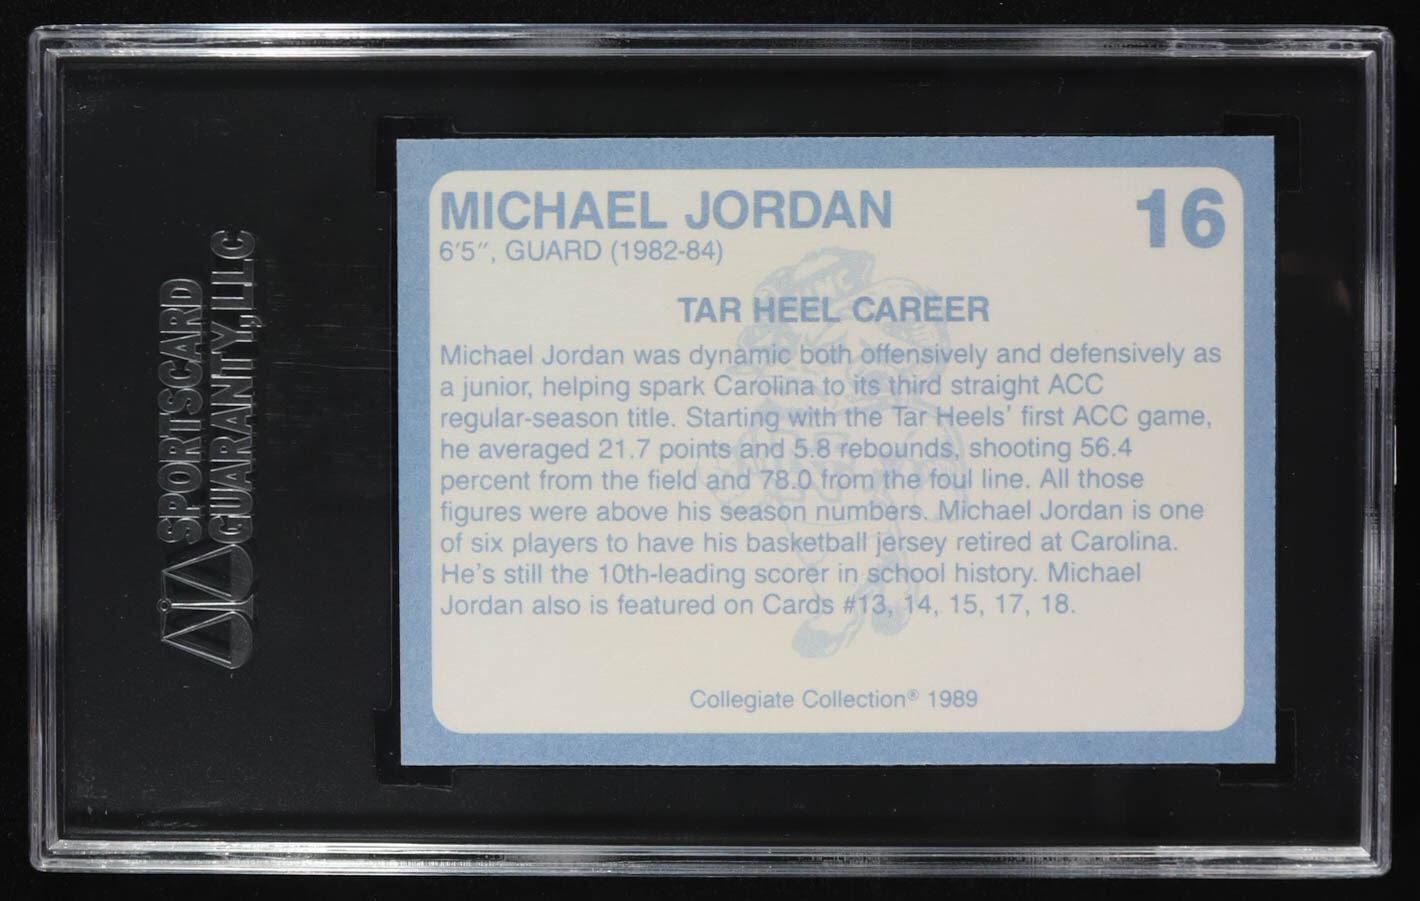 SPORTSCARD
GUARANTY, LLC
MICHAEL JORDAN
16
6'5", GUARD (1982-84)
UNC
TAR HEEL CAREER
Michael Jordan was dynamic both offensively and defensively as
a junior, helping spark Carolina to its third straight ACC
regular-season title. Starting with the Tar Heels' first ACC game,
he averaged 21.7 points and 5.8 rebounds, shooting 56.4
percent from the field and 78.0 from the foul line. All those
figures were above his season numbers. Michael Jordan is one
of six players to have his basketball jersey retired at Carolina.
He's still the 10th-leading scorer in school history. Michael
Jordan also is featured on Cards #13, 14, 15, 17, 18.
Collegiate Collection® 1989